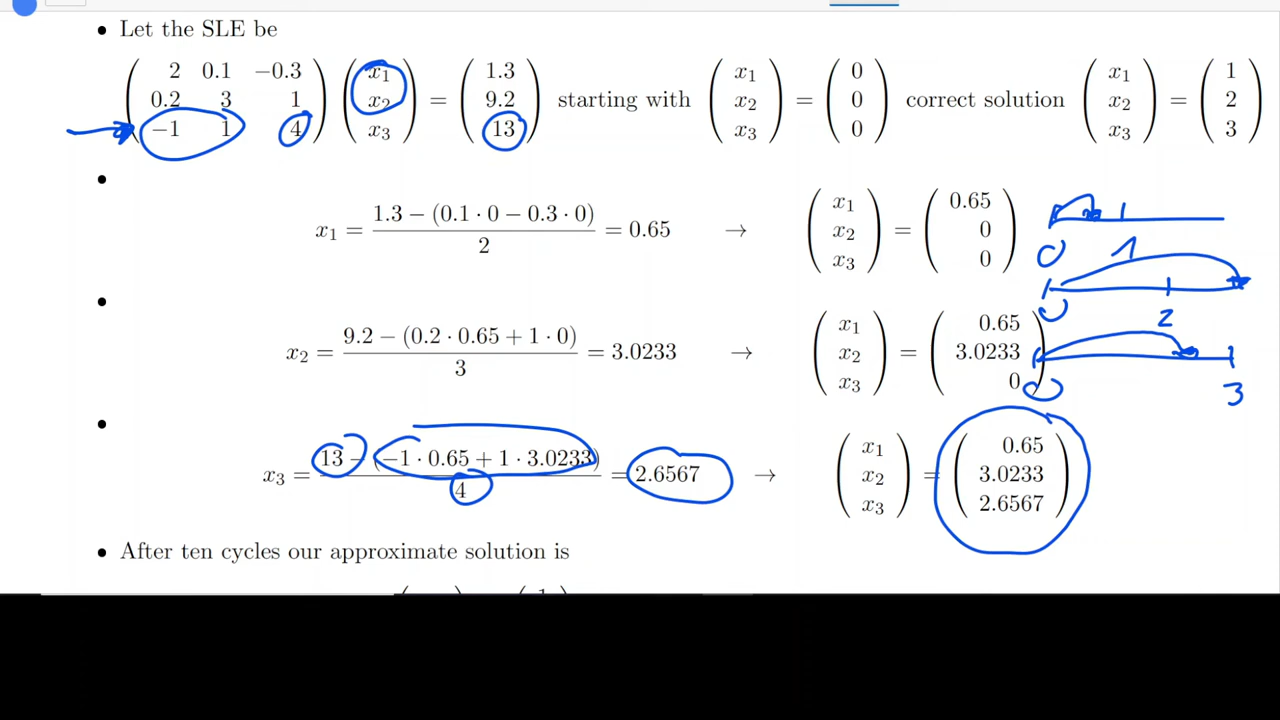 • Let the SLE be
( 2 0.1 −0.3 ) ( x₁ ) = ( 1.3 ) starting with ( x₁ ) = ( 0 ) correct solution ( x₁ ) = ( 1 )
( 0.2 3 1 ) ( x₂ ) = ( 9.2 ) ( x₂ ) = ( 0 ) ( x₂ ) = ( 2 )
( −1 1 4 ) ( x₃ ) = ( 13 ) ( x₃ ) = ( 0 ) ( x₃ ) = ( 3 )
•
x₁ = (1.3 − (0.1 · 0 − 0.3 · 0)) / 2 = 0.65 → ( x₁ x₂ x₃ ) = ( 0.65 0 0 )
0 1
•
x₂ = (9.2 − (0.2 · 0.65 + 1 · 0)) / 3 = 3.0233 → ( x₁ x₂ x₃ ) = ( 0.65 3.0233 0 )
0 2
0 3
•
x₃ = (13 − (−1 · 0.65 + 1 · 3.0233)) / 4 = 2.6567 → ( x₁ x₂ x₃ ) = ( 0.65 3.0233 2.6567 )
• After ten cycles our approximate solution is